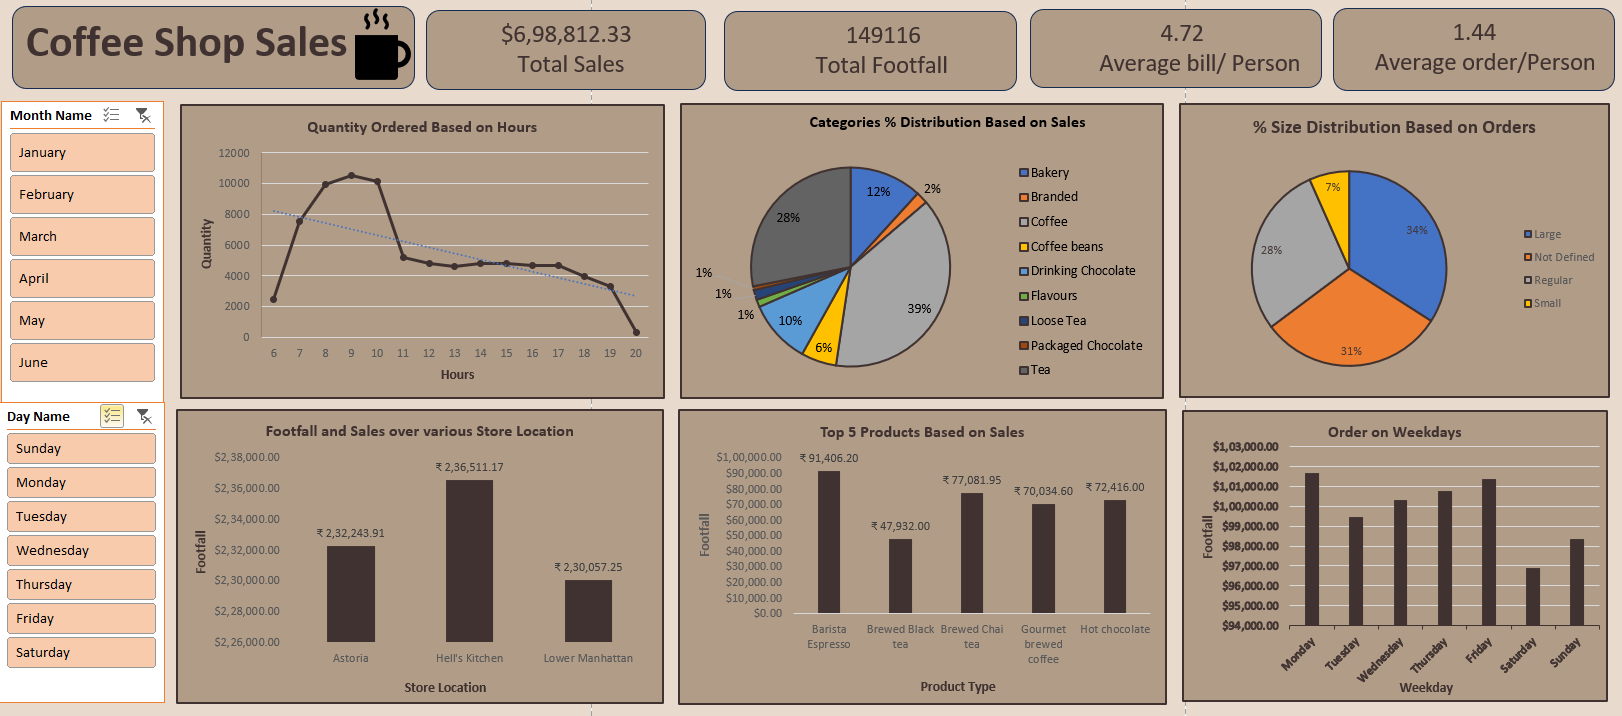 Coffee Shop Sales
$6,98,812.33
Total Sales
149116
Total Footfall
4.72
Average bill/ Person
1.44
Average order/Person
Month Name
January
February
March
April
May
June
Day Name
Sunday
Monday
Tuesday
Wednesday
Thursday
Friday
Saturday
Quantity Ordered Based on Hours
12000
10000
8000
6000
4000
2000
0
Quantity
6 7 8 9 10 11 12 13 14 15 16 17 18 19 20
Hours
Categories % Distribution Based on Sales
12%
2%
39%
6%
10%
1%
1%
1%
28%
Bakery
Branded
Coffee
Coffee beans
Drinking Chocolate
Flavours
Loose Tea
Packaged Chocolate
Tea
% Size Distribution Based on Orders
34%
31%
28%
7%
Large
Not Defined
Regular
Small
Footfall and Sales over various Store Location
$2,38,000.00
$2,36,000.00
$2,34,000.00
$2,32,000.00
$2,30,000.00
$2,28,000.00
$2,26,000.00
Footfall
₹ 2,32,243.91
₹ 2,36,511.17
₹ 2,30,057.25
Astoria
Hell's Kitchen
Lower Manhattan
Store Location
Top 5 Products Based on Sales
$1,00,000.00
$90,000.00
$80,000.00
$70,000.00
$60,000.00
$50,000.00
$40,000.00
$30,000.00
$20,000.00
$10,000.00
$0.00
Footfall
₹ 91,406.20
₹ 47,932.00
₹ 77,081.95
₹ 70,034.60
₹ 72,416.00
Barista
Espresso
Brewed Black
tea
Brewed Chai
tea
Gourmet
brewed
coffee
Hot chocolate
Product Type
Order on Weekdays
$1,03,000.00
$1,02,000.00
$1,01,000.00
$1,00,000.00
$99,000.00
$98,000.00
$97,000.00
$96,000.00
$95,000.00
$94,000.00
Footfall
Monday
Tuesday
Wednesday
Thursday
Friday
Saturday
Sunday
Weekday